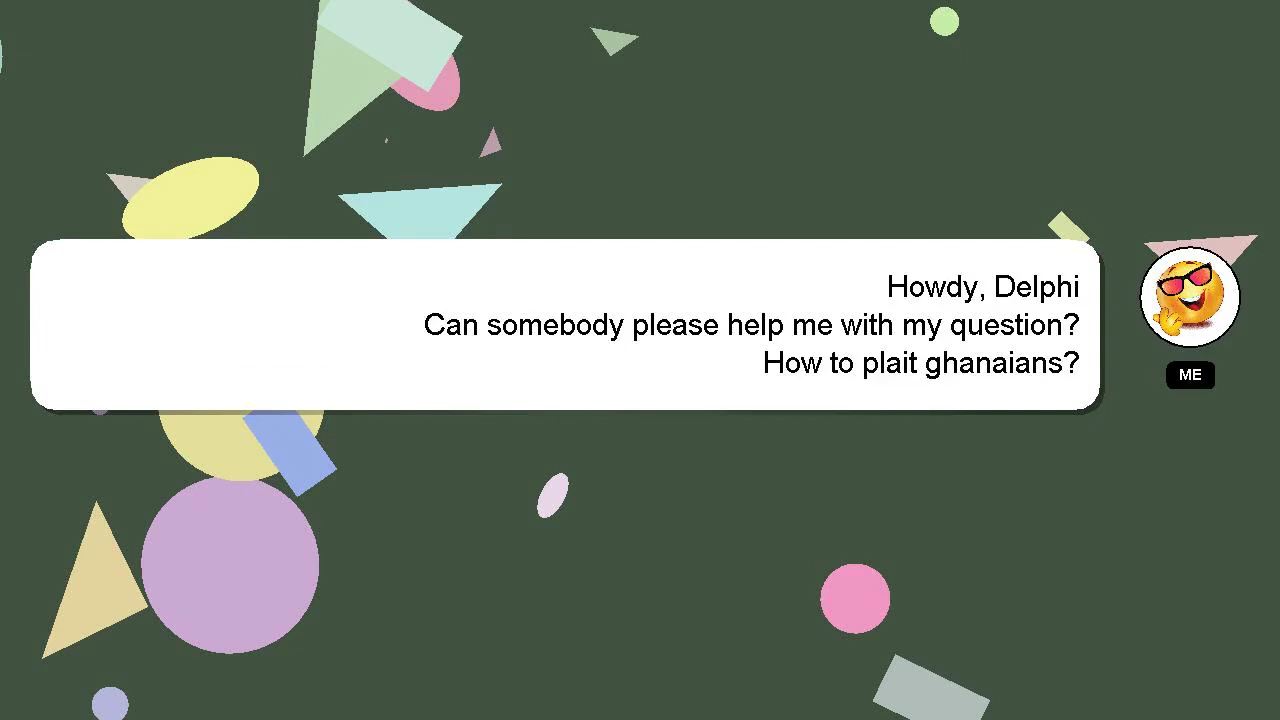 Howdy, Delphi
Can somebody please help me with my question?
How to plait ghanaians?
ME